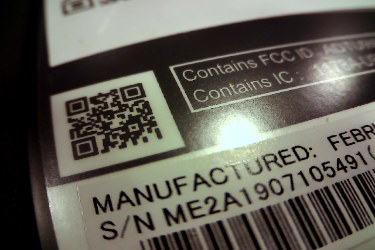 Contains FCC ID
Contains IC :
MANUFACTURED: FEBR
S/N ME2A1907105491(